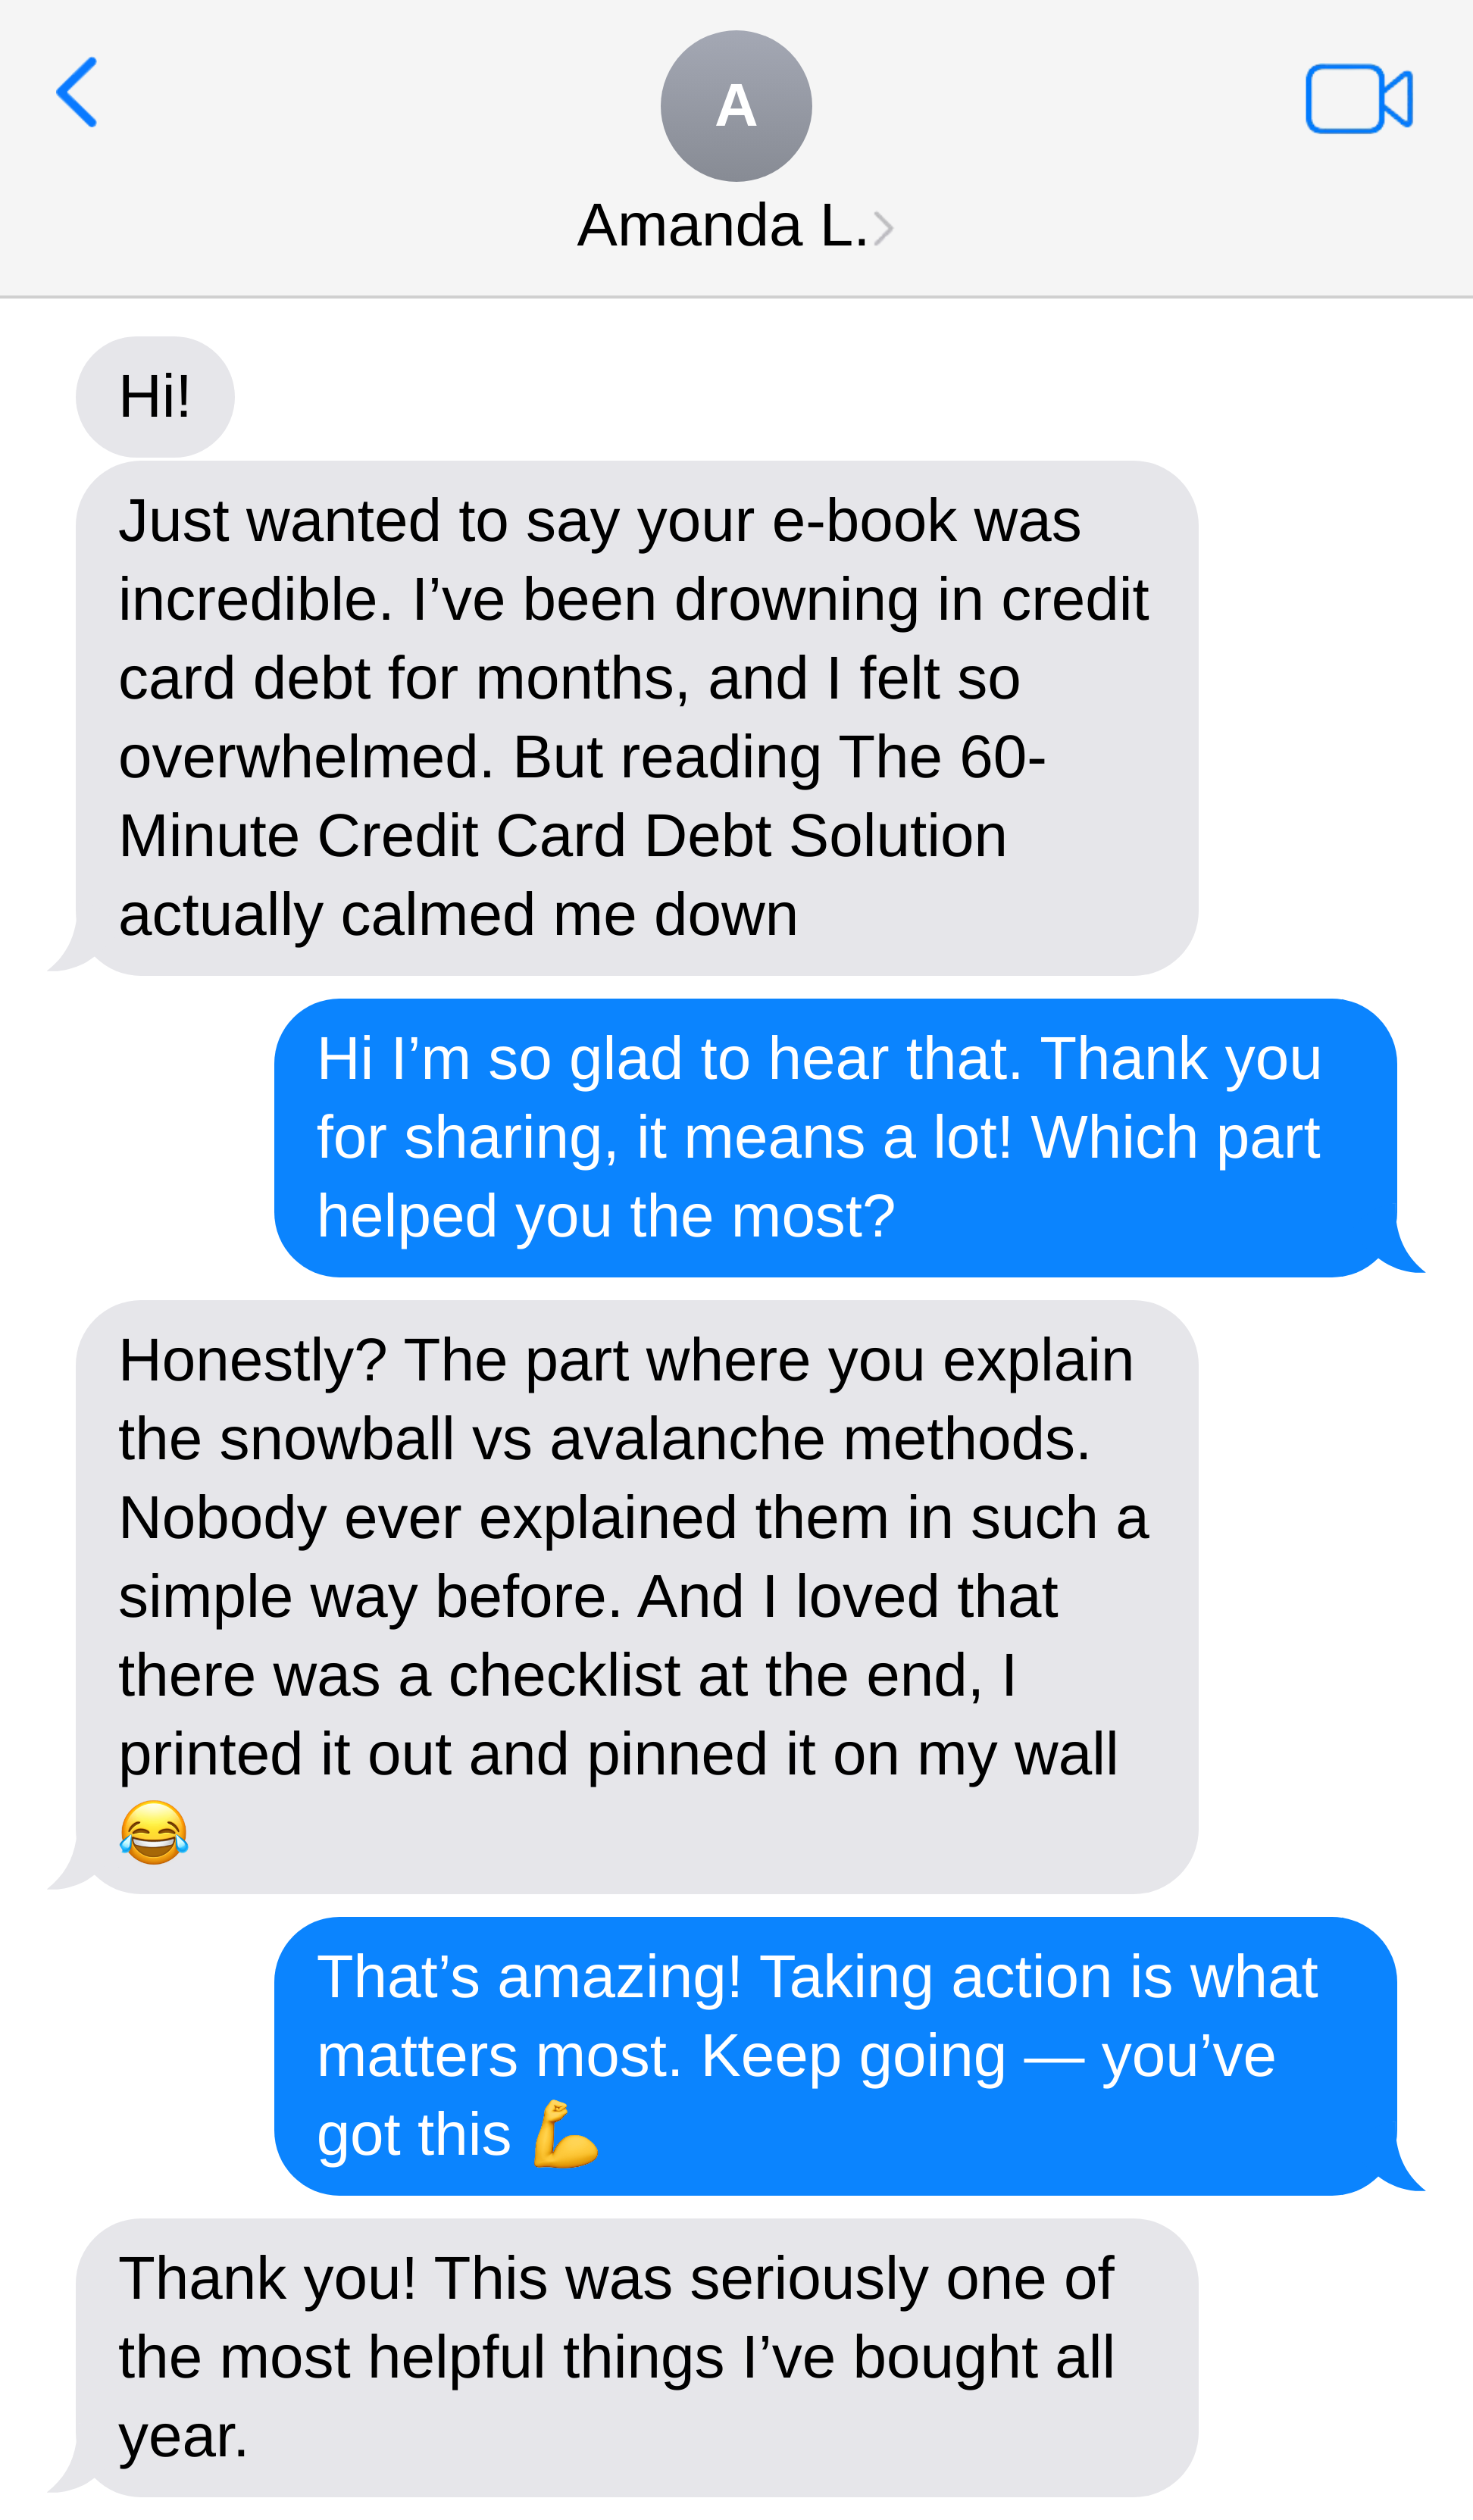 A
Amanda L.
Hi!
Just wanted to say your e-book was
incredible. I’ve been drowning in credit
card debt for months, and I felt so
overwhelmed. But reading The 60-
Minute Credit Card Debt Solution
actually calmed me down
Hi I’m so glad to hear that. Thank you
for sharing, it means a lot! Which part
helped you the most?
Honestly? The part where you explain
the snowball vs avalanche methods.
Nobody ever explained them in such a
simple way before. And I loved that
there was a checklist at the end, I
printed it out and pinned it on my wall
😂
That’s amazing! Taking action is what
matters most. Keep going — you’ve
got this 💪
Thank you! This was seriously one of
the most helpful things I’ve bought all
year.